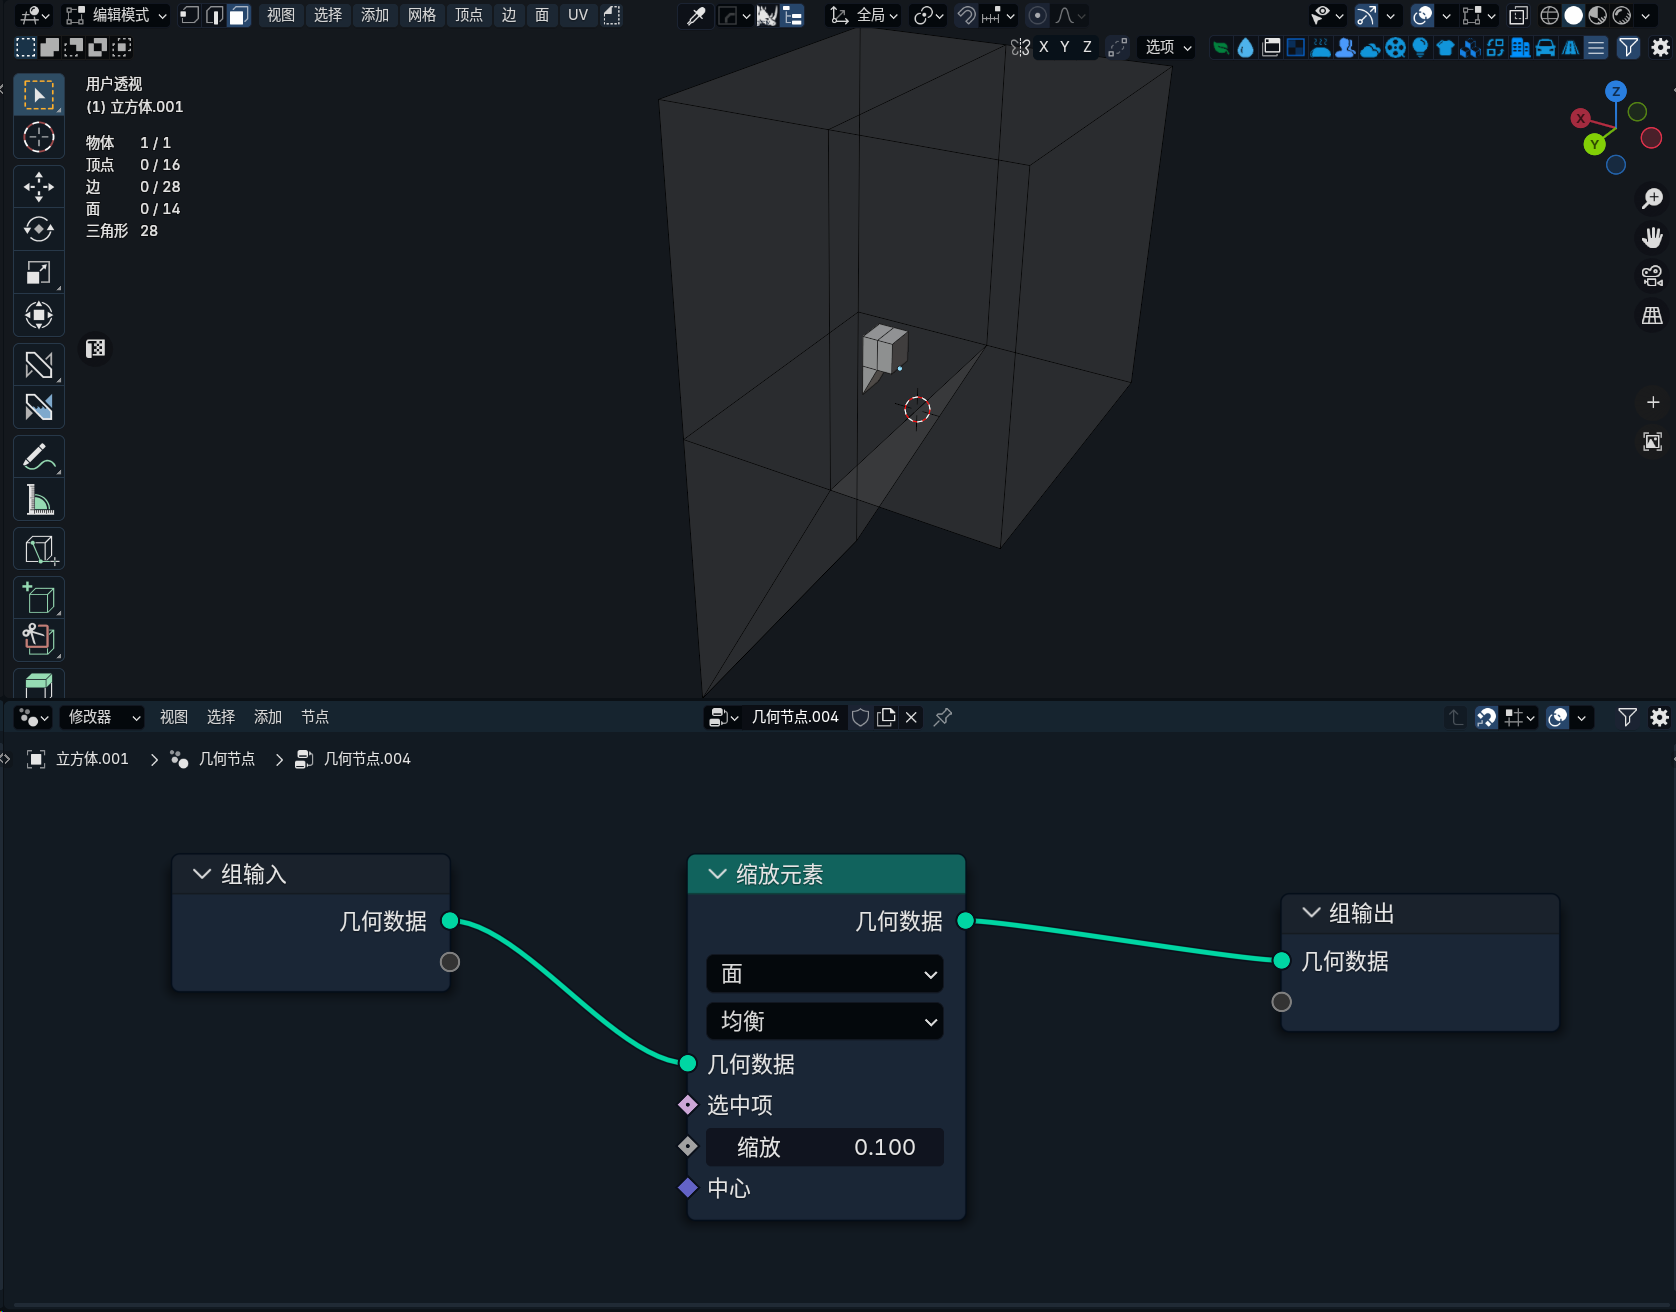 编辑模式 视图 选择 添加 网格 顶点 边 面 UV 全局
X Y Z 选项
用户透视
(1) 立方体.001
物体 1 / 1
顶点 0 / 16
边 0 / 28
面 0 / 14
三角形 28
Z
X
Y
修改器 视图 选择 添加 节点 几何节点.004
立方体.001 几何节点 几何节点.004
组输入
几何数据
缩放元素
几何数据
面
均衡
几何数据
选中项
缩放 0.100
中心
组输出
几何数据